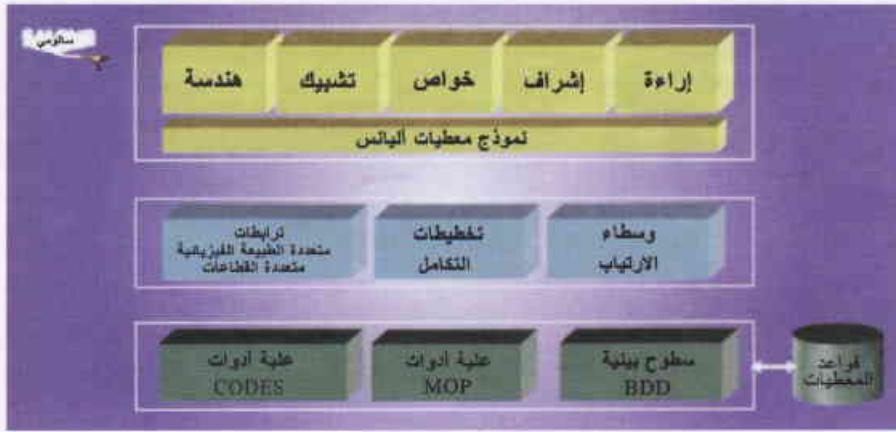 سالومي
إراءة
إشراف
خواص
تشبيك
هندسة
نموذج معطيات أليانس
وسطاء
الارتياب
تخطيطات
التكامل
ترابطات
متعددة الطبيعة الفيزيائية
متعددة القطاعات
سطوح بينية
BDD
علبة أدوات
MOP
علبة أدوات
CODES
قواعد
المعطيات